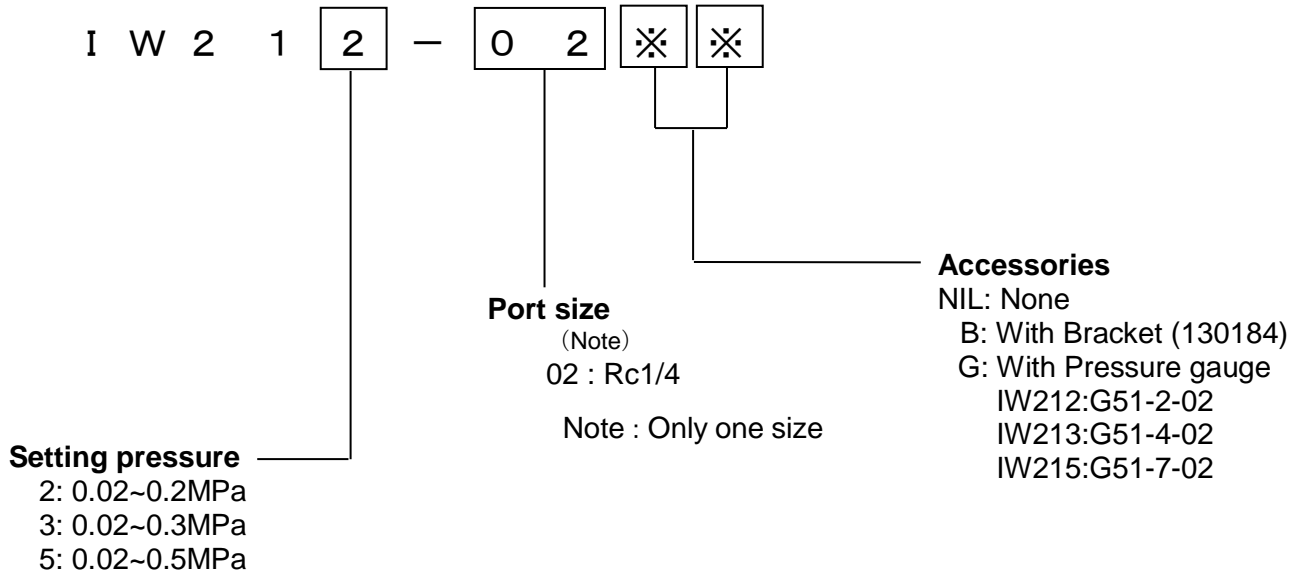 I W 2 1 2 - 0 2 ※ ※
Accessories
NIL: None
B: With Bracket (130184)
G: With Pressure gauge
IW212:G51-2-02
IW213:G51-4-02
IW215:G51-7-02
Port size
(Note)
02 : Rc1/4
Note : Only one size
Setting pressure
2: 0.02~0.2MPa
3: 0.02~0.3MPa
5: 0.02~0.5MPa